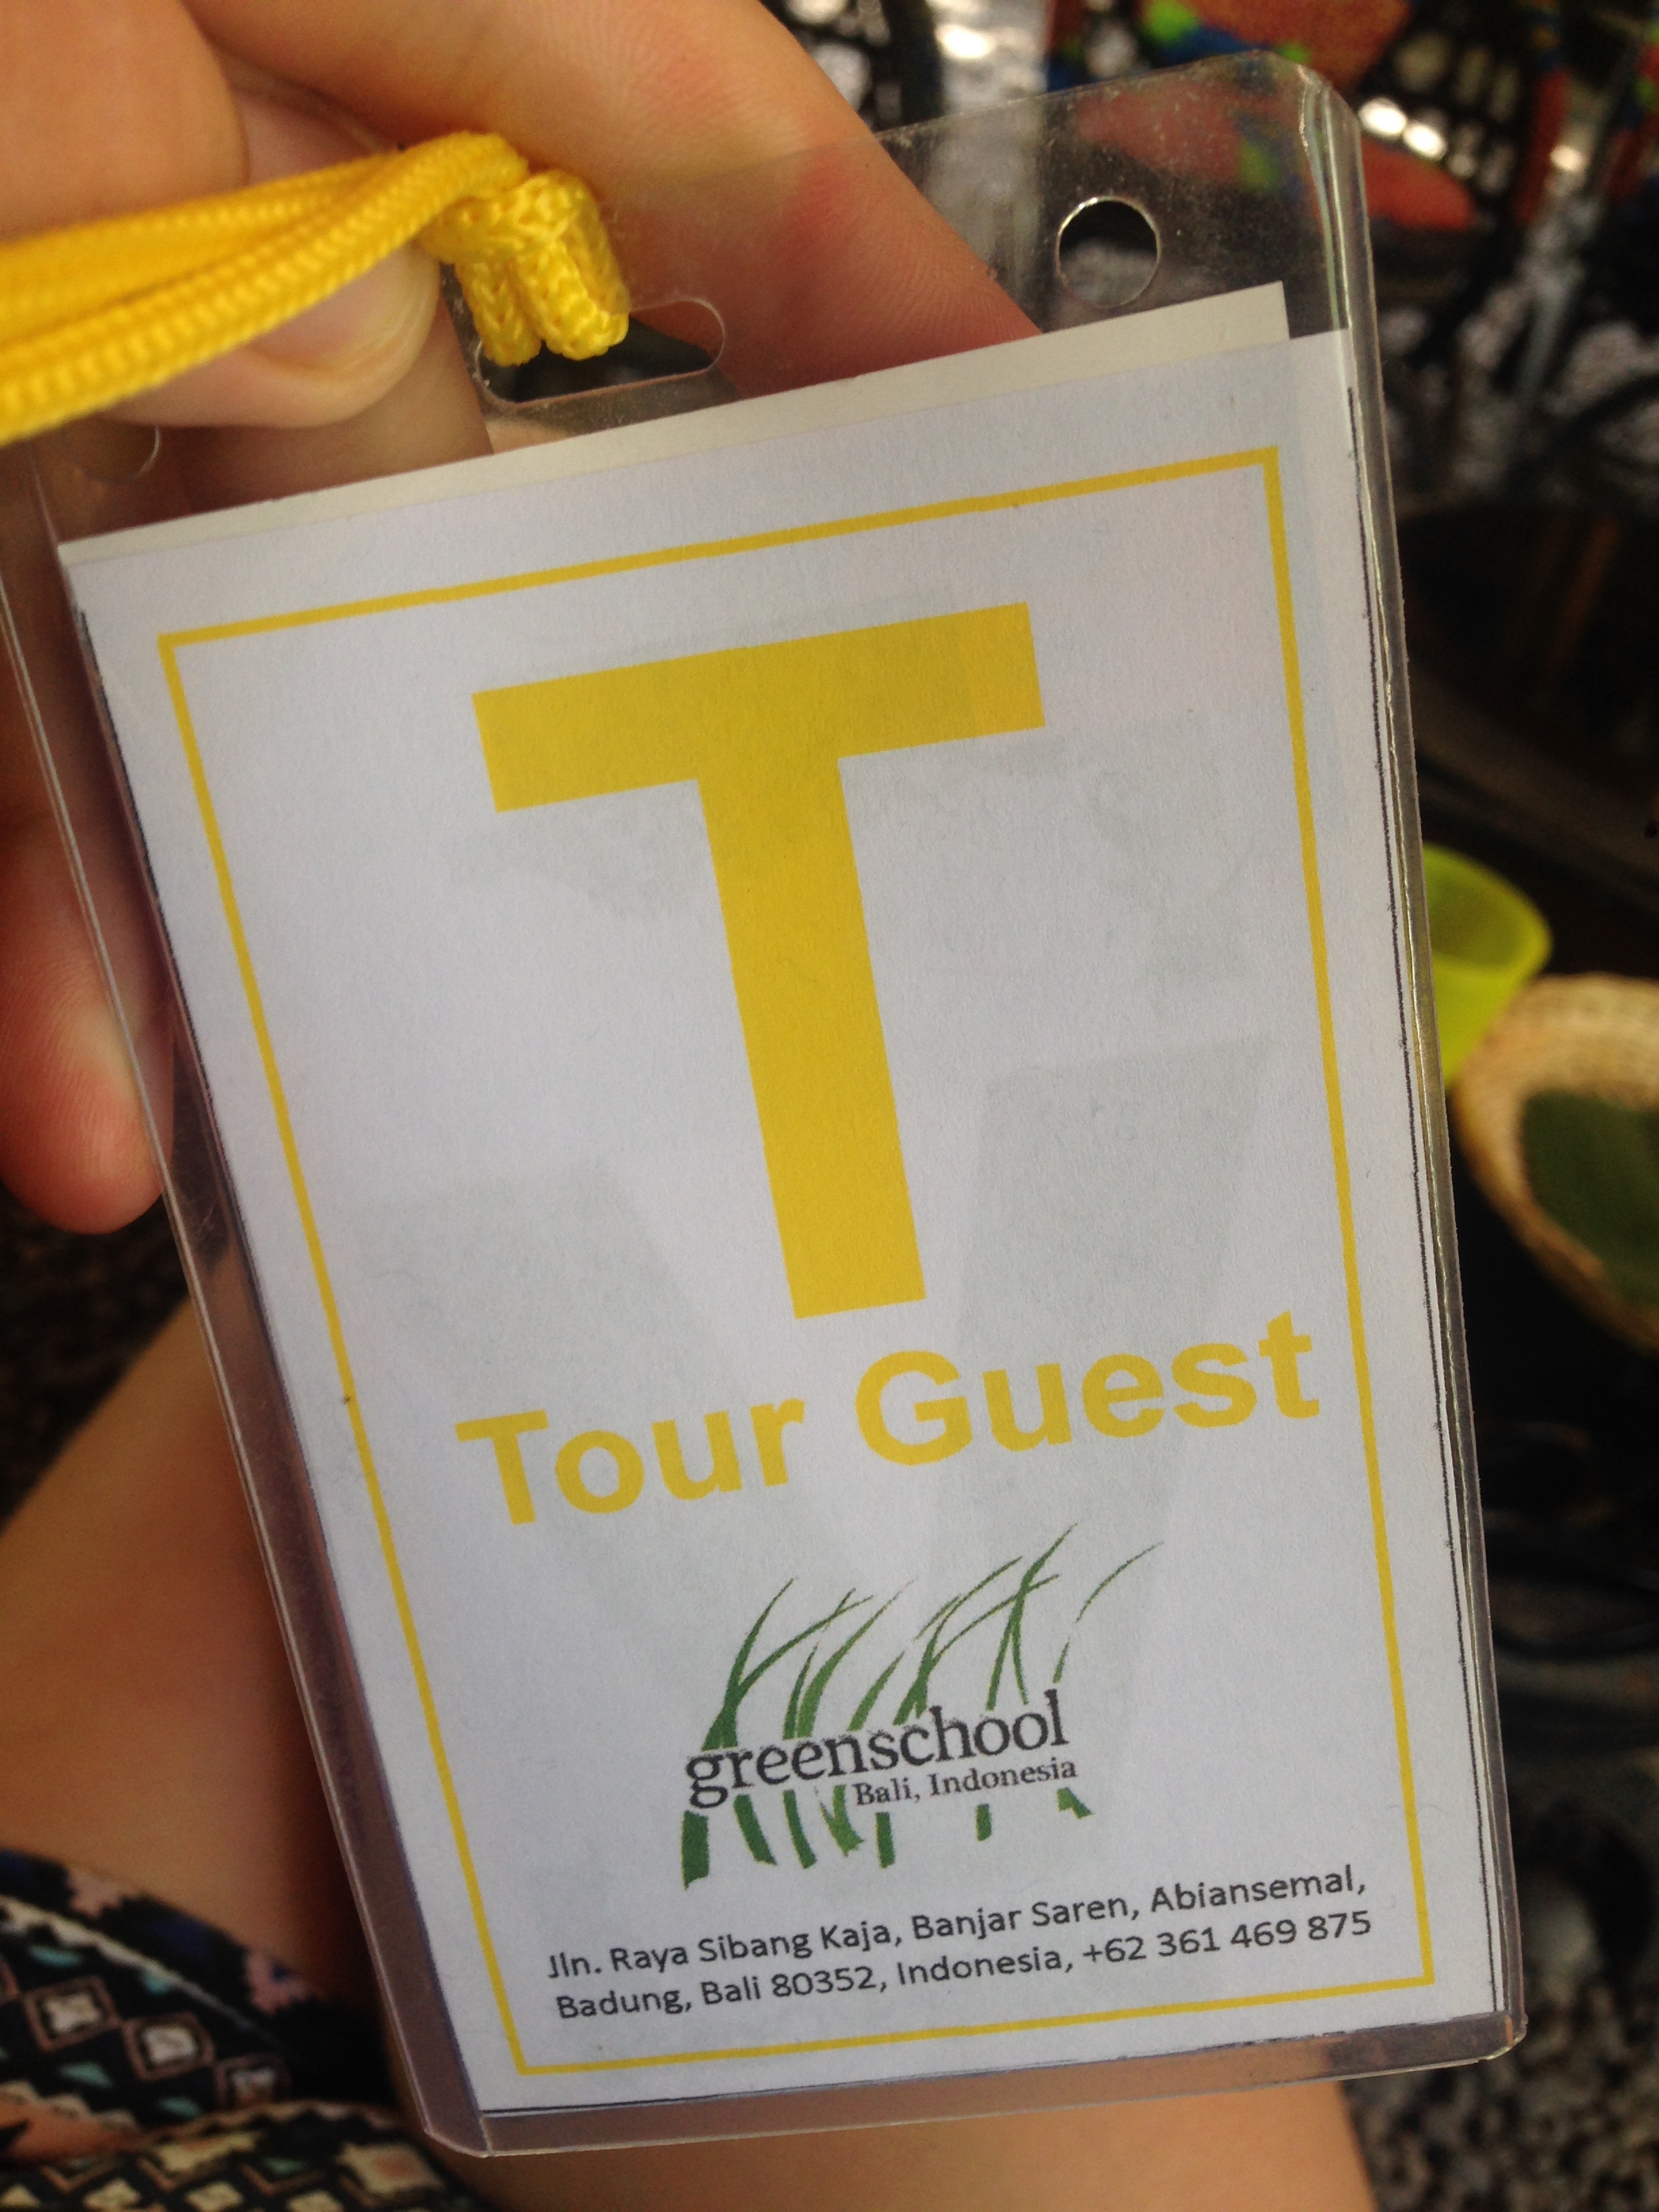 T
Tour Guest
greenschool
Bali, Indonesia
Jln. Raya Sibang Kaja, Banjar Saren, Abiansemal,
Badung, Bali 80352, Indonesia, +62 361 469 875